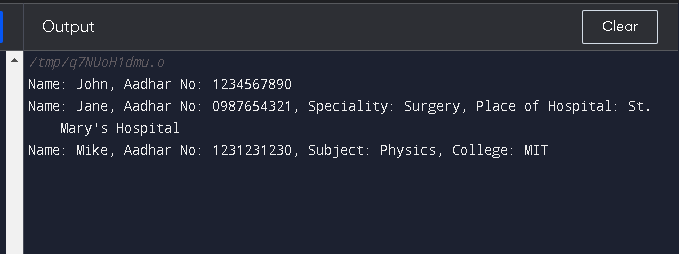 Output
Clear
/tmp/q7NUoH1dmu.o
Name: John, Aadhar No: 1234567890
Name: Jane, Aadhar No: 0987654321, Speciality: Surgery, Place of Hospital: St.
Mary's Hospital
Name: Mike, Aadhar No: 1231231230, Subject: Physics, College: MIT